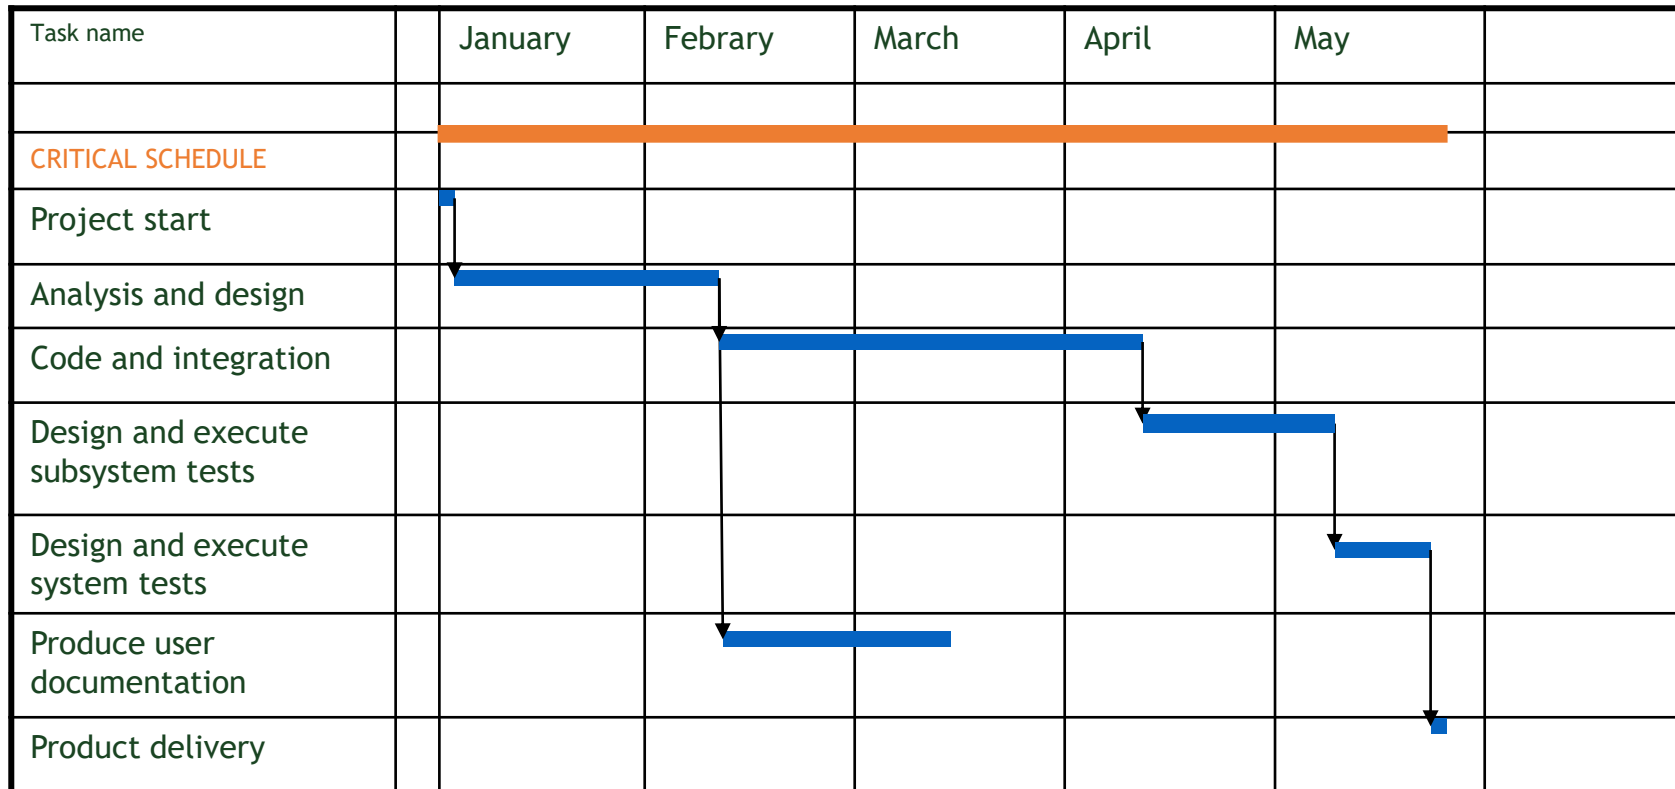 Task name
January
Febrary
March
April
May
CRITICAL SCHEDULE
Project start
Analysis and design
Code and integration
Design and execute
subsystem tests
Design and execute
system tests
Produce user
documentation
Product delivery